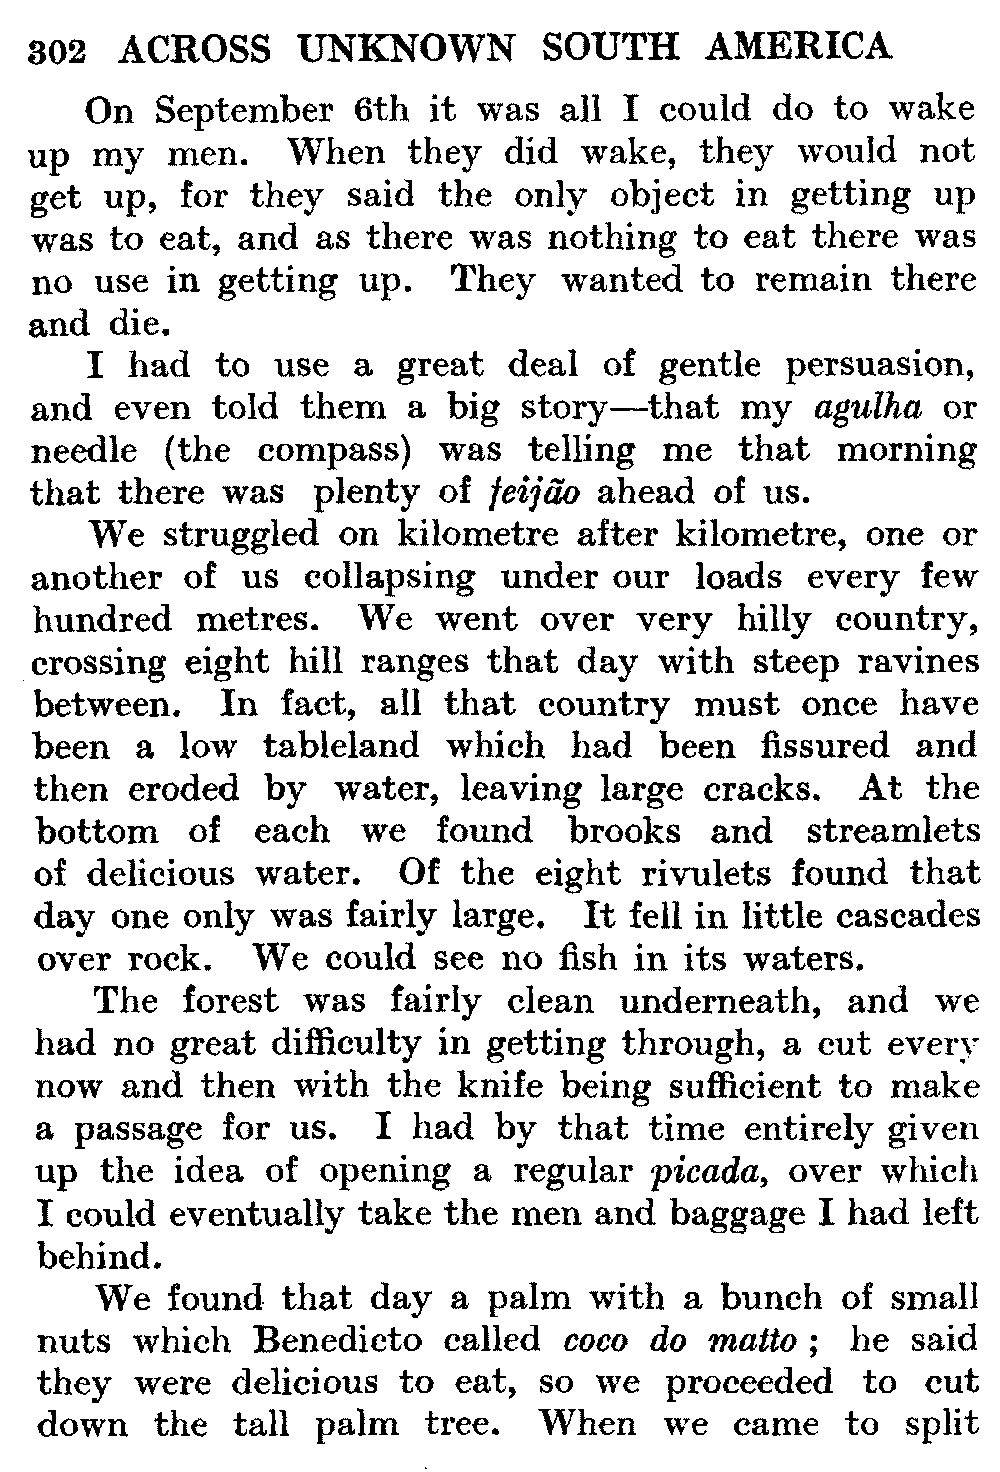 302 ACROSS UNKNOWN SOUTH AMERICA
On September 6th it was all I could do to wake
up my men. When they did wake, they would not
get up, for they said the only object in getting up
was to eat, and as there was nothing to eat there was
no use in getting up. They wanted to remain there
and die.
I had to use a great deal of gentle persuasion,
and even told them a big story—that my agulha or
needle (the compass) was telling me that morning
that there was plenty of feijão ahead of us.
We struggled on kilometre after kilometre, one or
another of us collapsing under our loads every few
hundred metres. We went over very hilly country,
crossing eight hill ranges that day with steep ravines
between. In fact, all that country must once have
been a low tableland which had been fissured and
then eroded by water, leaving large cracks. At the
bottom of each we found brooks and streamlets
of delicious water. Of the eight rivulets found that
day one only was fairly large. It fell in little cascades
over rock. We could see no fish in its waters.
The forest was fairly clean underneath, and we
had no great difficulty in getting through, a cut every
now and then with the knife being sufficient to make
a passage for us. I had by that time entirely given
up the idea of opening a regular picada, over which
I could eventually take the men and baggage I had left
behind.
We found that day a palm with a bunch of small
nuts which Benedicto called coco do matto; he said
they were delicious to eat, so we proceeded to cut
down the tall palm tree. When we came to split